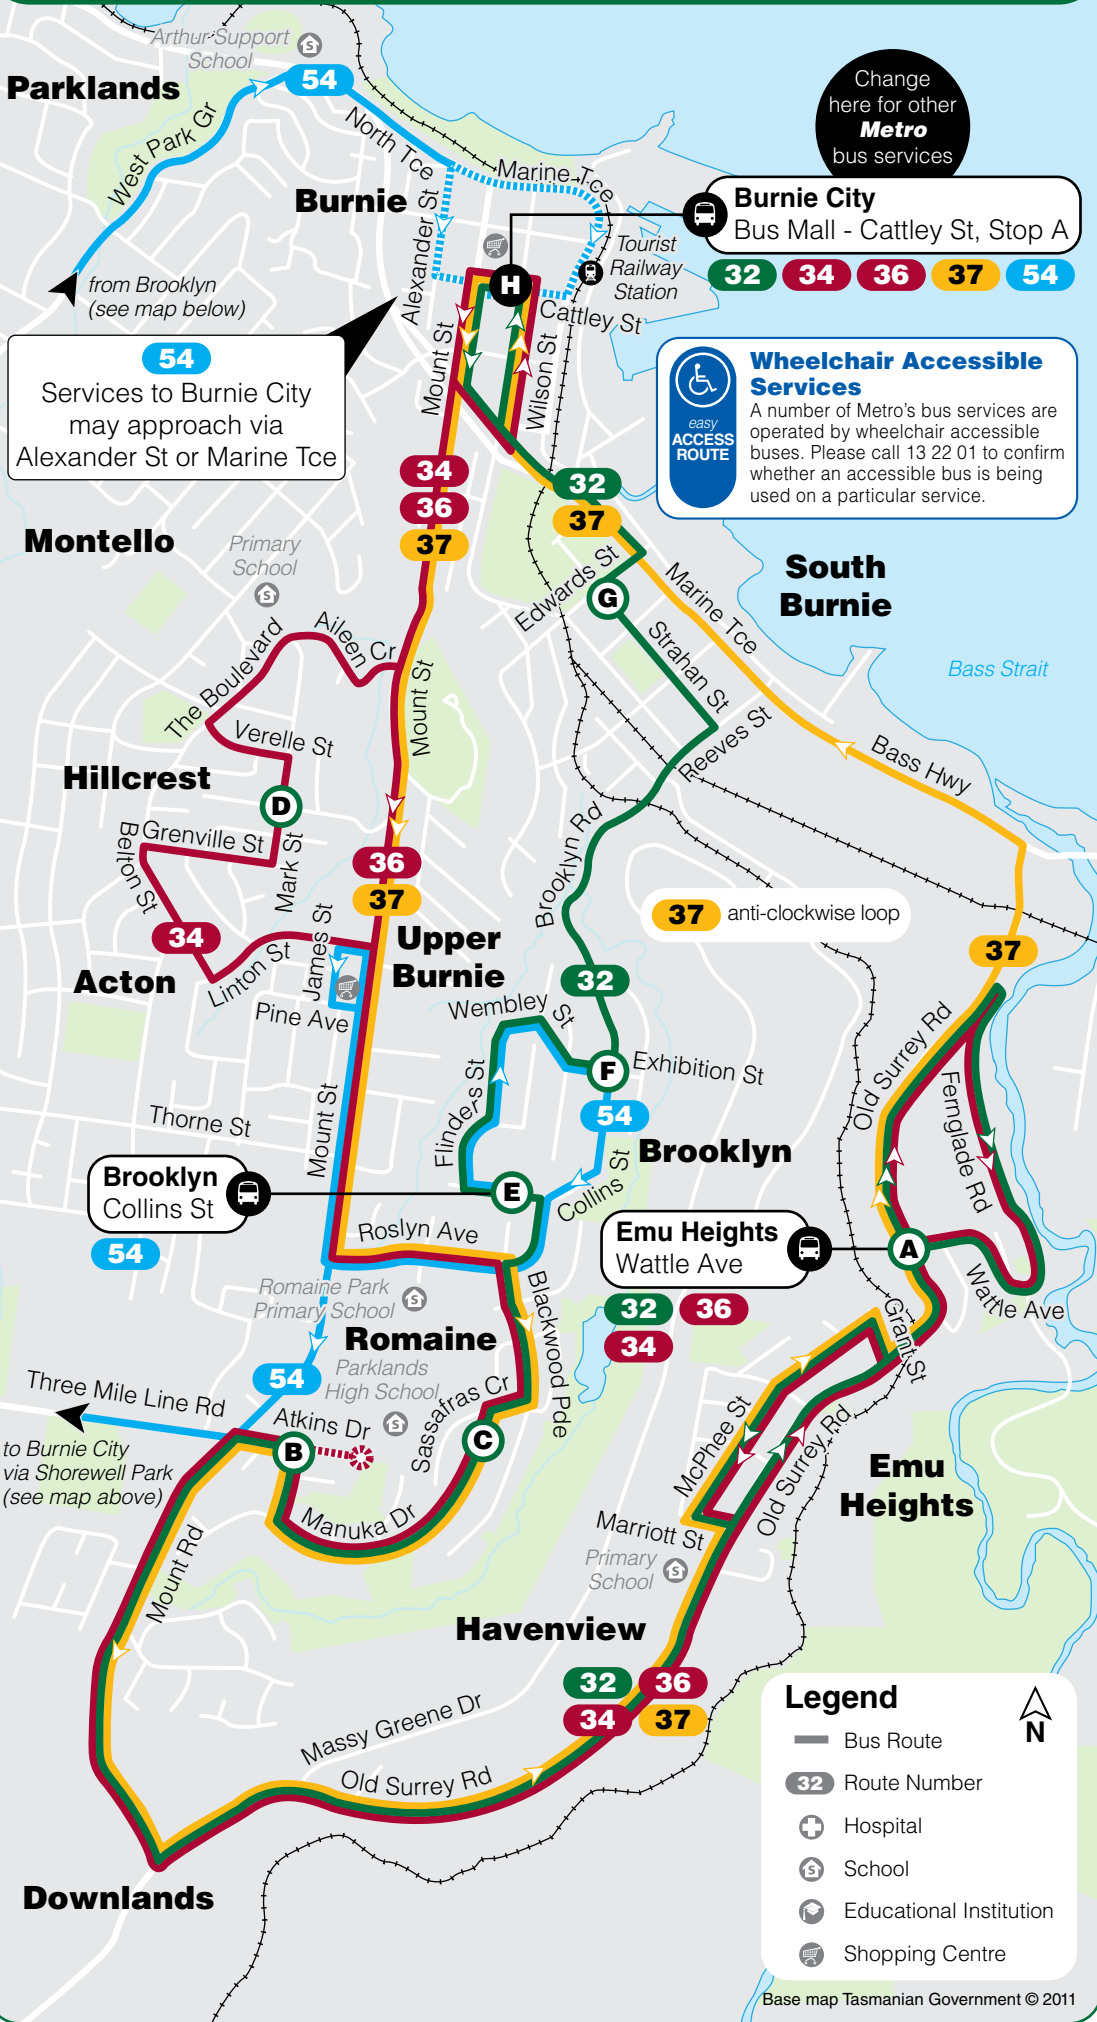 Arthur Support
School
Parklands
54
West Park Gr
North Tce
Change
here for other
Metro
bus services
Burnie
Marine Tce
Alexander St
Burnie City
Bus Mall - Cattley St, Stop A
32 34 36 37 54
Tourist
Railway
Station
H
Cattley St
from Brooklyn
(see map below)
54
Services to Burnie City
may approach via
Alexander St or Marine Tce
Mount St
Wilson St
easy
ACCESS
ROUTE
Wheelchair Accessible
Services
A number of Metro's bus services are
operated by wheelchair accessible
buses. Please call 13 22 01 to confirm
whether an accessible bus is being
used on a particular service.
34
36
37
32
37
Montello
Primary
School
South
Burnie
Edwards St
G
Marine Tce
Strahan St
Bass Strait
Aileen Cr
The Boulevard
Mount St
Verelle St
Reeves St
Bass Hwy
Hillcrest
D
Grenville St
Belton St
Mark St
Brooklyn Rd
36
37
37 anti-clockwise loop
34
Upper
Burnie
37
Acton
Linton St
James St
Pine Ave
32
Wembley St
Old Surrey Rd
F
Exhibition St
Flinders St
Fernglade Rd
54
Thorne St
Mount St
Brooklyn
Brooklyn
Collins St
54
E
Collins St
Roslyn Ave
Emu Heights
Wattle Ave
32 36
34
A
Wattle Ave
Romaine Park
Primary School
Blackwood Pde
Grant St
Romaine
Parklands
High School
54
Three Mile Line Rd
Atkins Dr
Sassafras Cr
McPhee St
B
C
to Burnie City
via Shorewell Park
(see map above)
Old Surrey Rd
Emu
Heights
Manuka Dr
Marriott St
Primary
School
Mount Rd
Havenview
32 36
34 37
Massy Greene Dr
Old Surrey Rd
Downlands
Legend
N
Bus Route
32 Route Number
Hospital
School
Educational Institution
Shopping Centre
Base map Tasmanian Government © 2011